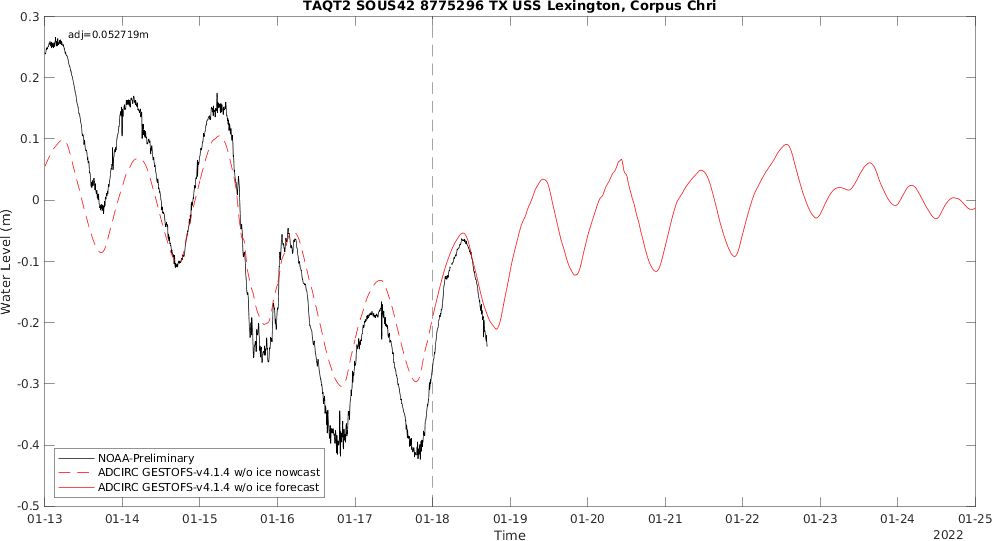 TAQT2 SOUS42 8775296 TX USS Lexington, Corpus Chri
adj=0.052719m
0.3
0.2
0.1
0
-0.1
-0.2
-0.3
-0.4
-0.5
Water Level (m)
NOAA-Preliminary
ADCIRC GESTOFS-v4.1.4 w/o ice nowcast
ADCIRC GESTOFS-v4.1.4 w/o ice forecast
01-13 01-14 01-15 01-16 01-17 01-18 01-19 01-20 01-21 01-22 01-23 01-24 01-25
Time
2022